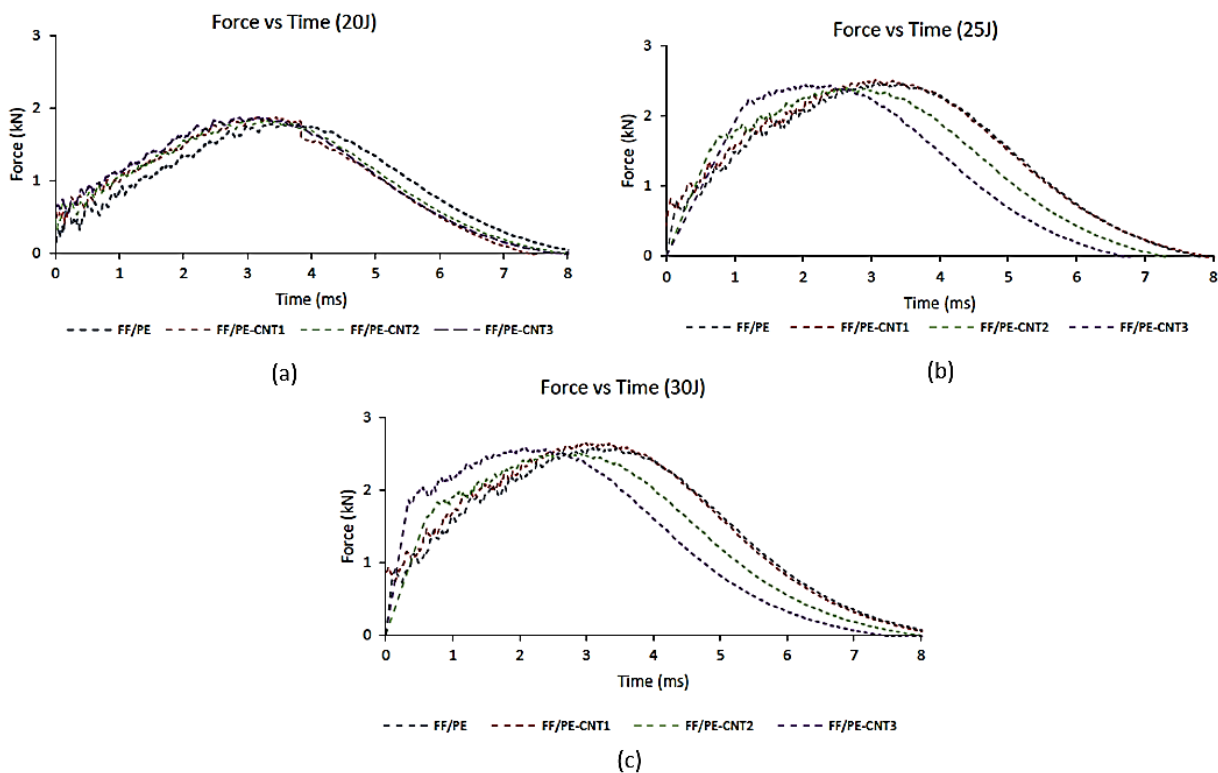 Force vs Time (20J)
3
2
1
0
Force (kN)
0 1 2 3 4 5 6 7 8
Time (ms)
FF/PE FF/PE-CNT1 FF/PE-CNT2 FF/PE-CNT3
(a)
Force vs Time (25J)
3
2
1
0
Force (kN)
0 1 2 3 4 5 6 7 8
Time (ms)
FF/PE FF/PE-CNT1 FF/PE-CNT2 FF/PE-CNT3
(b)
Force vs Time (30J)
3
2
1
0
Force (kN)
0 1 2 3 4 5 6 7 8
Time (ms)
FF/PE FF/PE-CNT1 FF/PE-CNT2 FF/PE-CNT3
(c)